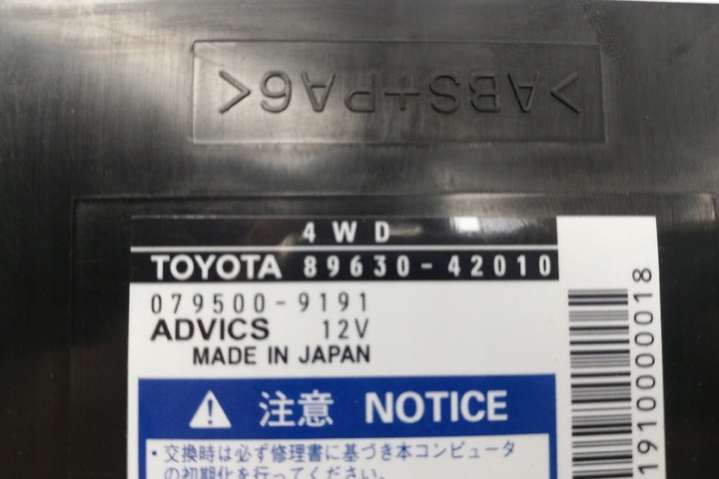 >ABS+PA6<
4WD
TOYOTA 89630-42010
079500-9191
ADVICS 12V
MADE IN JAPAN
注意 NOTICE
・交換時は必ず修理書に基づき本コンピュータ
の初期化を行ってください。
1910000018